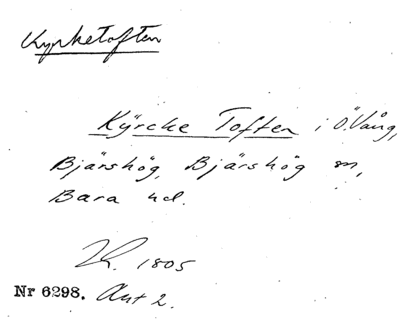 Kyrketoften
Kÿrcke Toften i Ö.Vång,
Bjärshög Bjärshög sn,
Bara hd.
1805
Nr 6298. Akt 2.